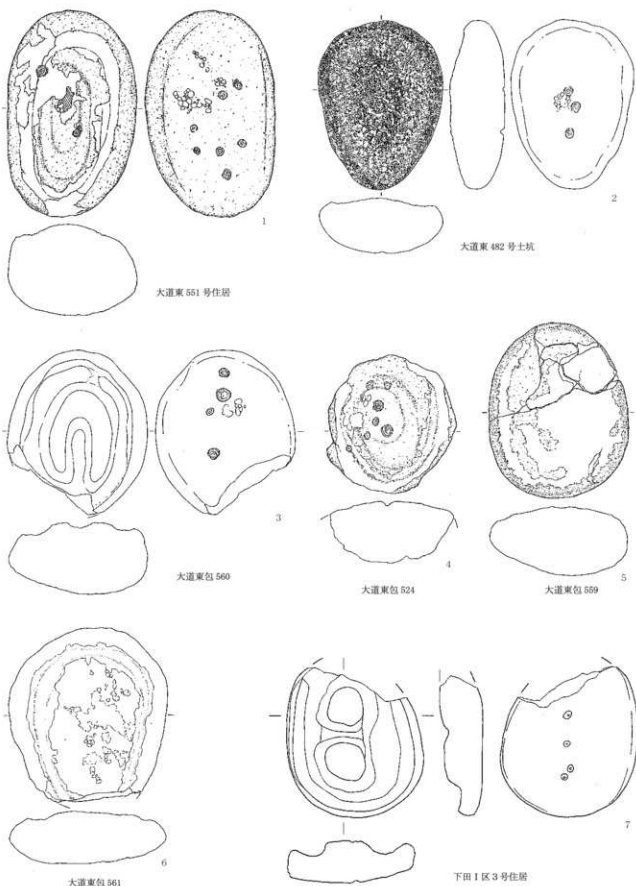 1
2
大道東 551 号住居
大道東 482 号土坑
3
4
5
大道東包 560
大道東包 524
大道東包 559
6
7
大道東包 561
下田Ⅰ区 3 号住居